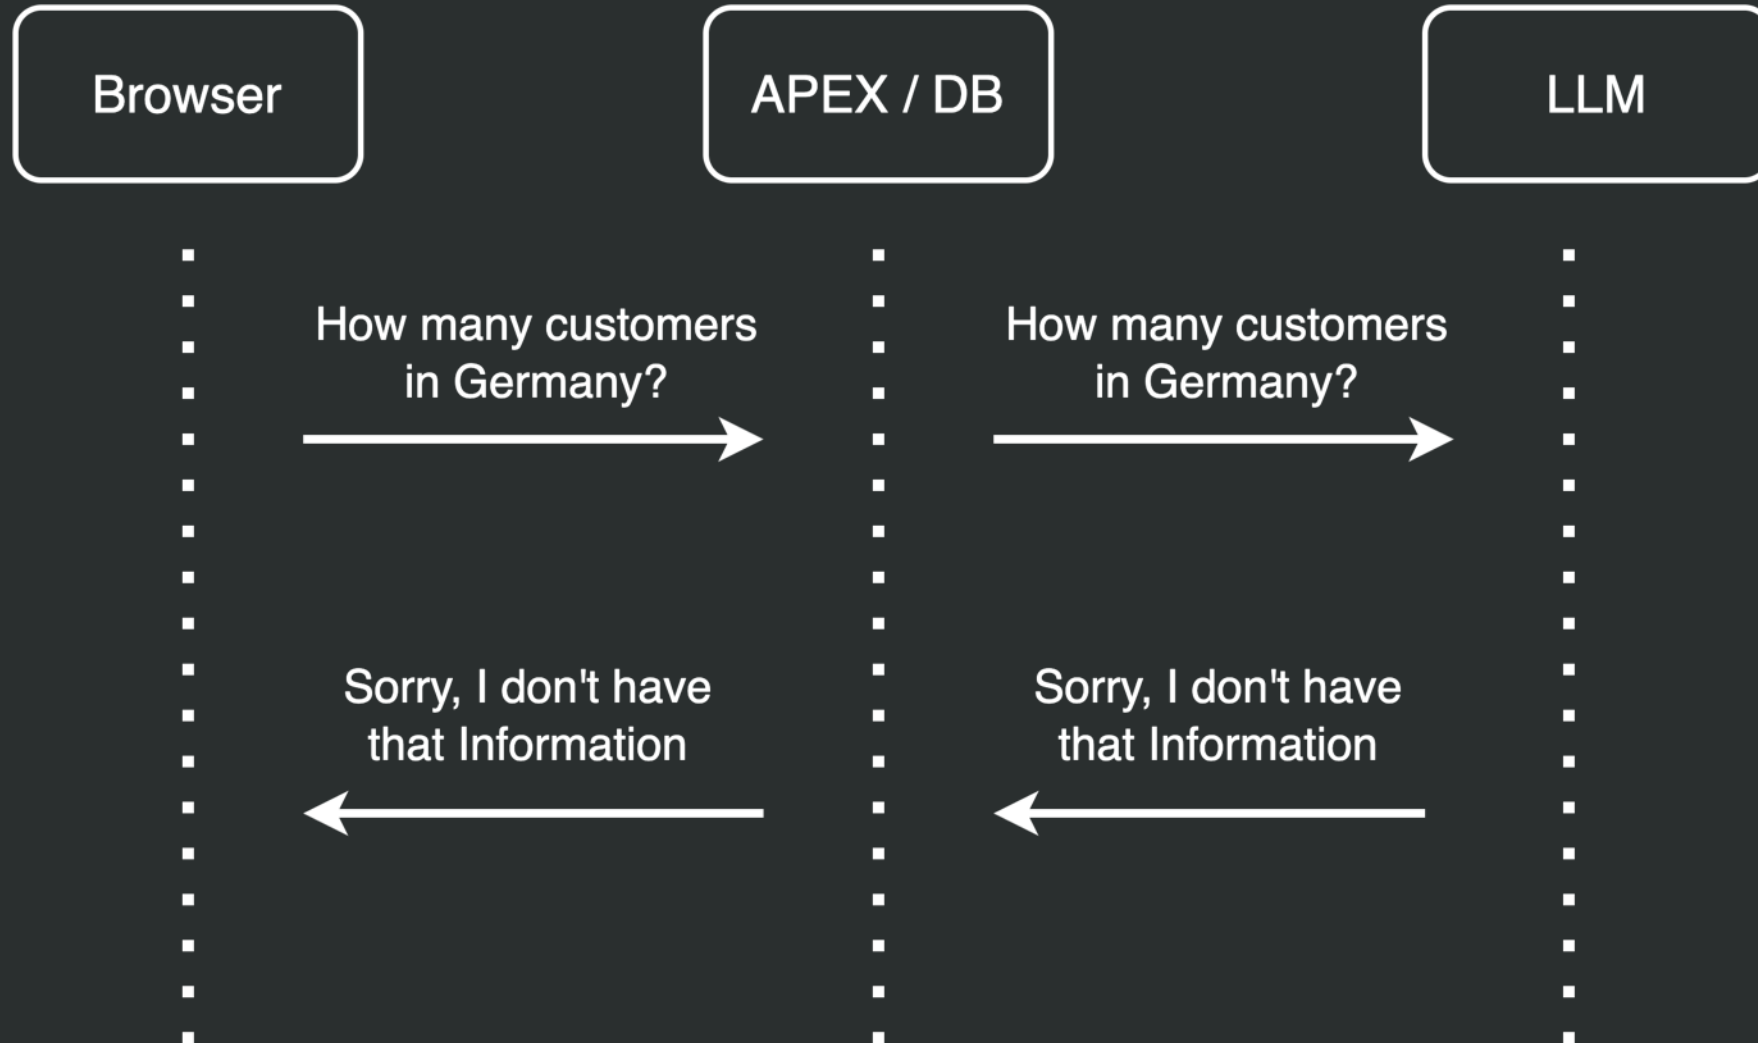 Browser
APEX / DB
LLM
How many customers
in Germany?
How many customers
in Germany?
Sorry, I don't have
that Information
Sorry, I don't have
that Information